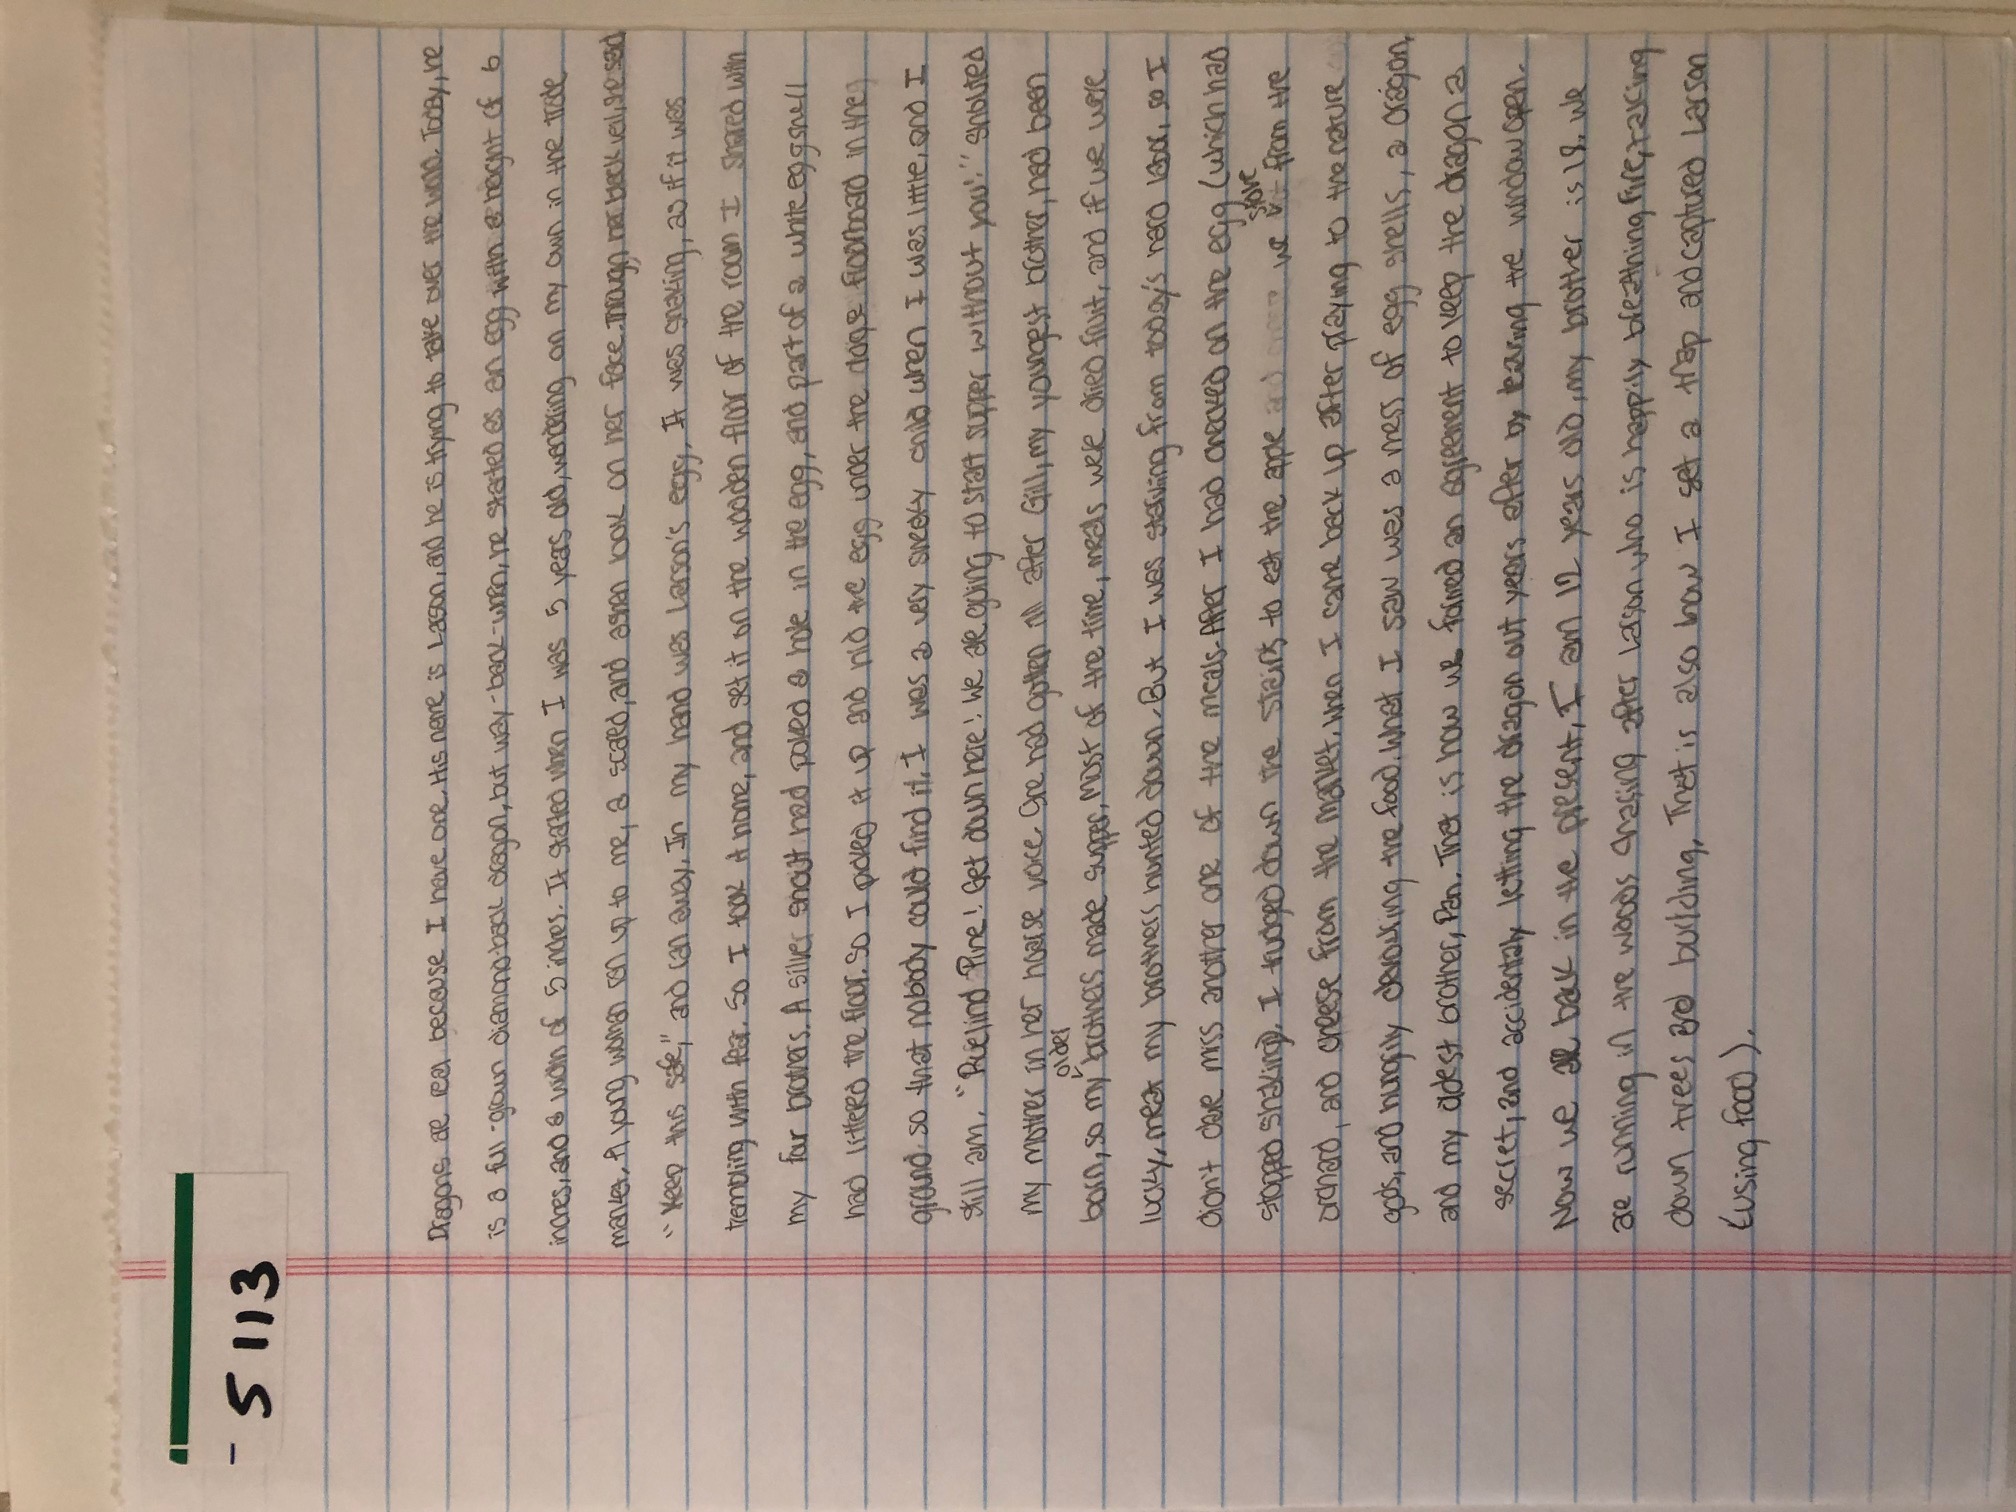 - 5113
Dragons are real because I have one. His name is Larson, and he is trying to take over the world. Today, he
is a full-grown diamond-back dragon, but way-back-when, he started as an egg with a height of 6
inches, and a width of 5 inches. It started when I was 5 years old, wandering on my own in the trade
market. A young woman ran up to me, a scared, and ashen look on her face. Through her black veil, she said,
"Keep this safe," and ran away. In my hand was Larson's egg. It was shaking, as if it was
trembling with fear. So I took it home, and set it on the wooden floor of the room I shared with
my four brothers. A silver snout had poked a hole in the egg, and part of a white eggshell
had littered the floor. So I picked it up and hid the egg under the floorboard in the
ground so that nobody could find it. I was a very sneaky child when I was little, and I
still am. "Ruelind Pine! Get down here! We are going to start supper without you!" shouted
my mother in her hoarse voice. She had gotten ill after Gill, my youngest brother, had been
born, so my older brothers made supper. Most of the time, meals were dried fruit, and if we were
lucky, meat my brothers hunted down. But I was starving from today's hard labor, so I
didn't dare miss another one of the meals. After I had checked on the egg (which had
stopped shaking). I trudged down the stairs to eat the apple we stole from the
orchard, and cheese from the market. When I came back up after praying to the nature
gods, and hungrily devouring the food. What I saw was a mess of egg shells, a dragon,
and my oldest brother, Pan. That is how we formed an agreement to keep the dragon a
secret, and accidentaly letting the dragon out years after by leaving the window open.
Now we are back in the present, I am 12 years old, my brother is 18. We
are running in the woods chasing after Larson who is happily breathing fire, taking
down trees and building. That is also how I set a trap and captured Larson
(using food).